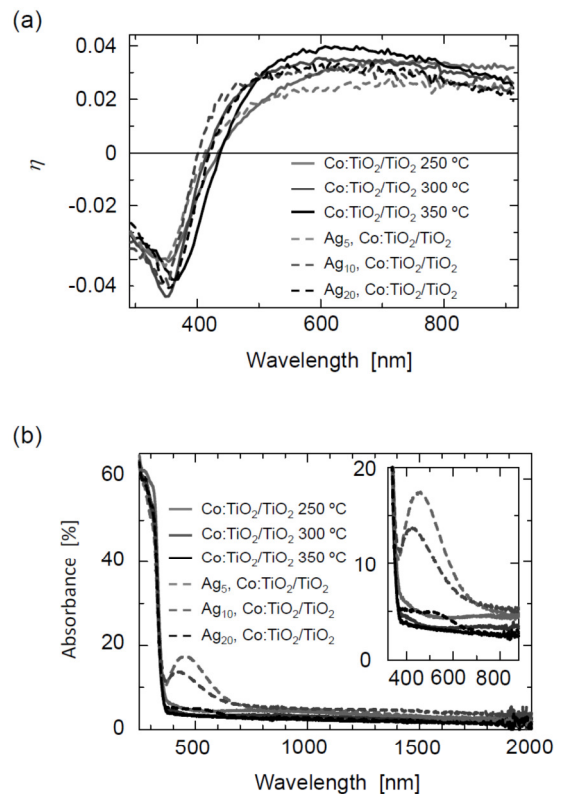 (a)
0.04
0.02
0
-0.02
-0.04
η
Co:TiO₂/TiO₂ 250 ºC
Co:TiO₂/TiO₂ 300 ºC
Co:TiO₂/TiO₂ 350 ºC
Ag₅, Co:TiO₂/TiO₂
Ag₁₀, Co:TiO₂/TiO₂
Ag₂₀, Co:TiO₂/TiO₂
400 600 800
Wavelength [nm]
(b)
60
40
20
0
Absorbance [%]
Co:TiO₂/TiO₂ 250 ºC
Co:TiO₂/TiO₂ 300 ºC
Co:TiO₂/TiO₂ 350 ºC
Ag₅, Co:TiO₂/TiO₂
Ag₁₀, Co:TiO₂/TiO₂
Ag₂₀, Co:TiO₂/TiO₂
20
15
10
5
0
400 600 800
500 1000 1500 2000
Wavelength [nm]